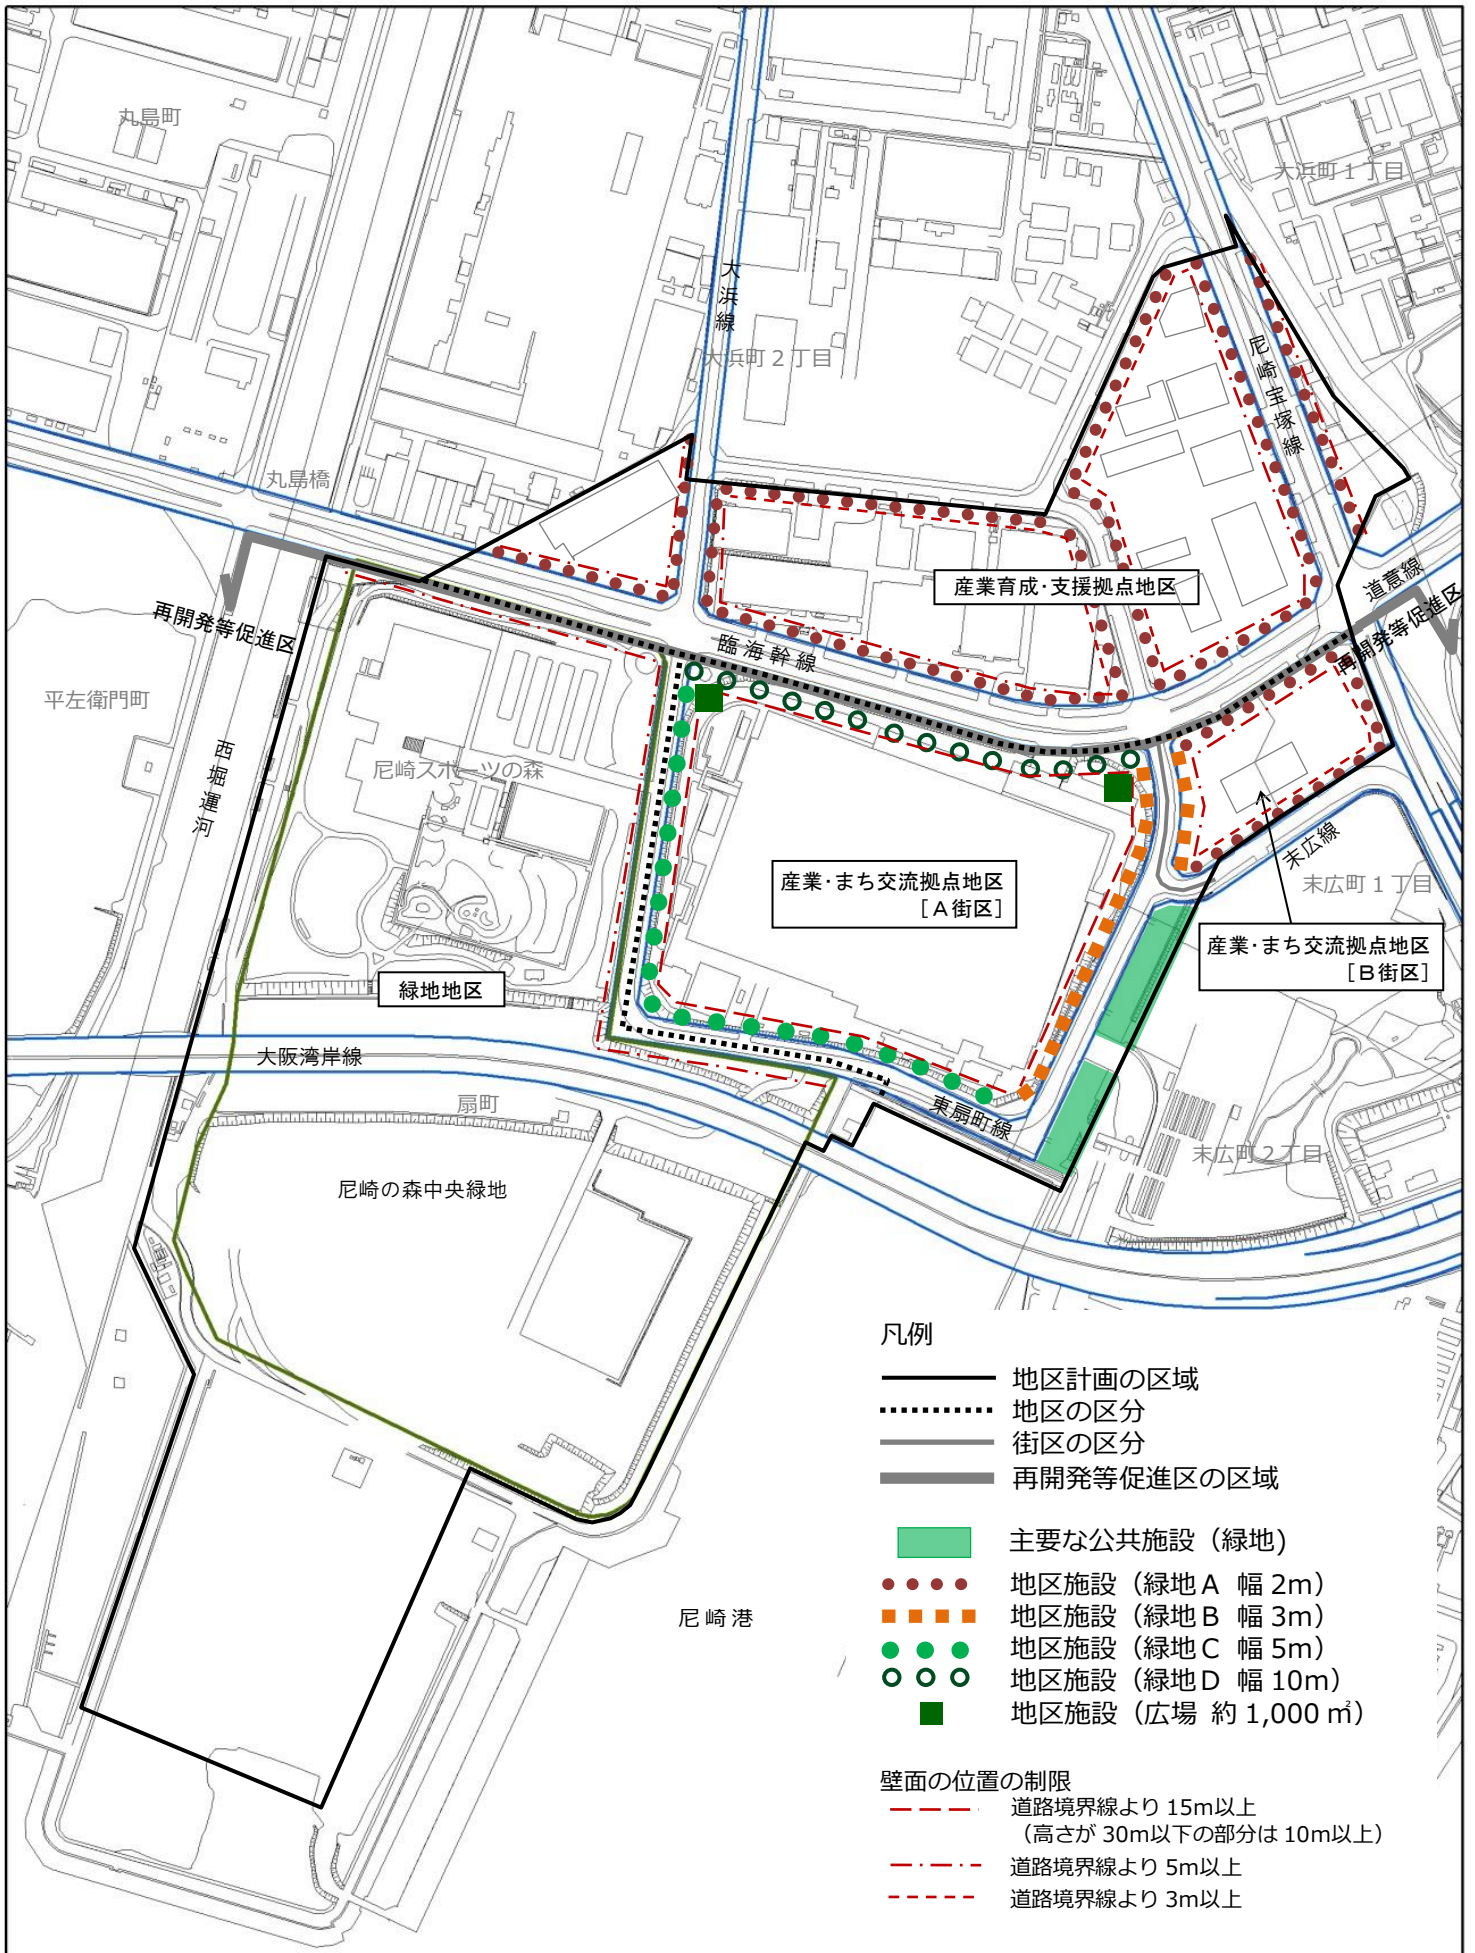 丸島町
大浜町１丁目
大浜線
大浜町２丁目
尼崎宝塚線
丸島橋
道意線
産業育成･支援拠点地区
再開発等促進区
再開発等促進区
臨海幹線
平左衛門町
西堀運河
尼崎スポーツの森
末広線
産業･まち交流拠点地区
［Ａ街区］
末広町１丁目
産業･まち交流拠点地区
［Ｂ街区］
緑地地区
大阪湾岸線
扇町
東扇町線
末広町２丁目
尼崎の森中央緑地
尼崎港
凡例
地区計画の区域
地区の区分
街区の区分
再開発等促進区の区域
主要な公共施設（緑地）
地区施設（緑地Ａ 幅 2m）
地区施設（緑地Ｂ 幅 3m）
地区施設（緑地Ｃ 幅 5m）
地区施設（緑地Ｄ 幅 10m）
地区施設（広場 約 1,000 ㎡）
壁面の位置の制限
道路境界線より 15m以上
（高さが 30m以下の部分は 10m以上）
道路境界線より 5m以上
道路境界線より 3m以上